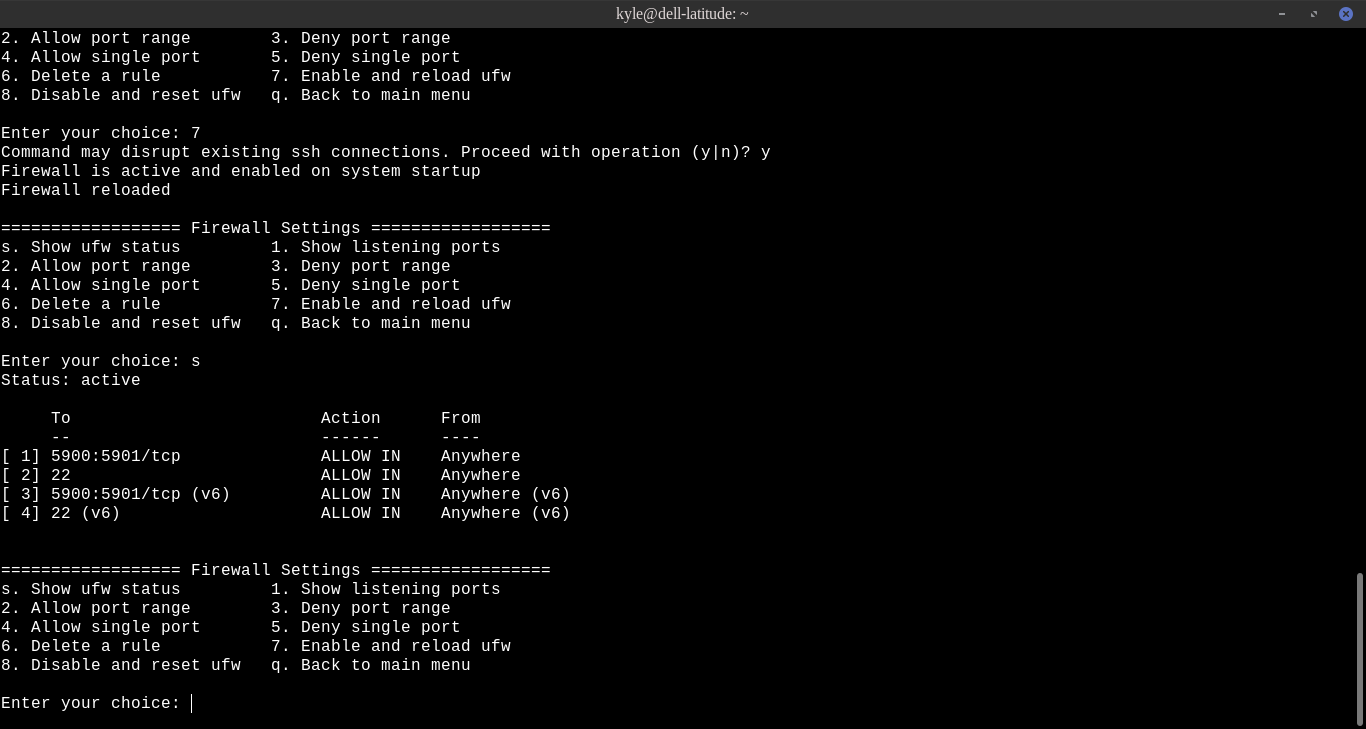 kyle@dell-latitude: ~
2. Allow port range        3. Deny port range
4. Allow single port       5. Deny single port
6. Delete a rule           7. Enable and reload ufw
8. Disable and reset ufw   q. Back to main menu

Enter your choice: 7
Command may disrupt existing ssh connections. Proceed with operation (y|n)? y
Firewall is active and enabled on system startup
Firewall reloaded

================== Firewall Settings ==================
s. Show ufw status         1. Show listening ports
2. Allow port range        3. Deny port range
4. Allow single port       5. Deny single port
6. Delete a rule           7. Enable and reload ufw
8. Disable and reset ufw   q. Back to main menu

Enter your choice: s
Status: active

     To                         Action      From
     --                         ------      ----
[ 1] 5900:5901/tcp              ALLOW IN    Anywhere
[ 2] 22                         ALLOW IN    Anywhere
[ 3] 5900:5901/tcp (v6)         ALLOW IN    Anywhere (v6)
[ 4] 22 (v6)                    ALLOW IN    Anywhere (v6)


================== Firewall Settings ==================
s. Show ufw status         1. Show listening ports
2. Allow port range        3. Deny port range
4. Allow single port       5. Deny single port
6. Delete a rule           7. Enable and reload ufw
8. Disable and reset ufw   q. Back to main menu

Enter your choice: